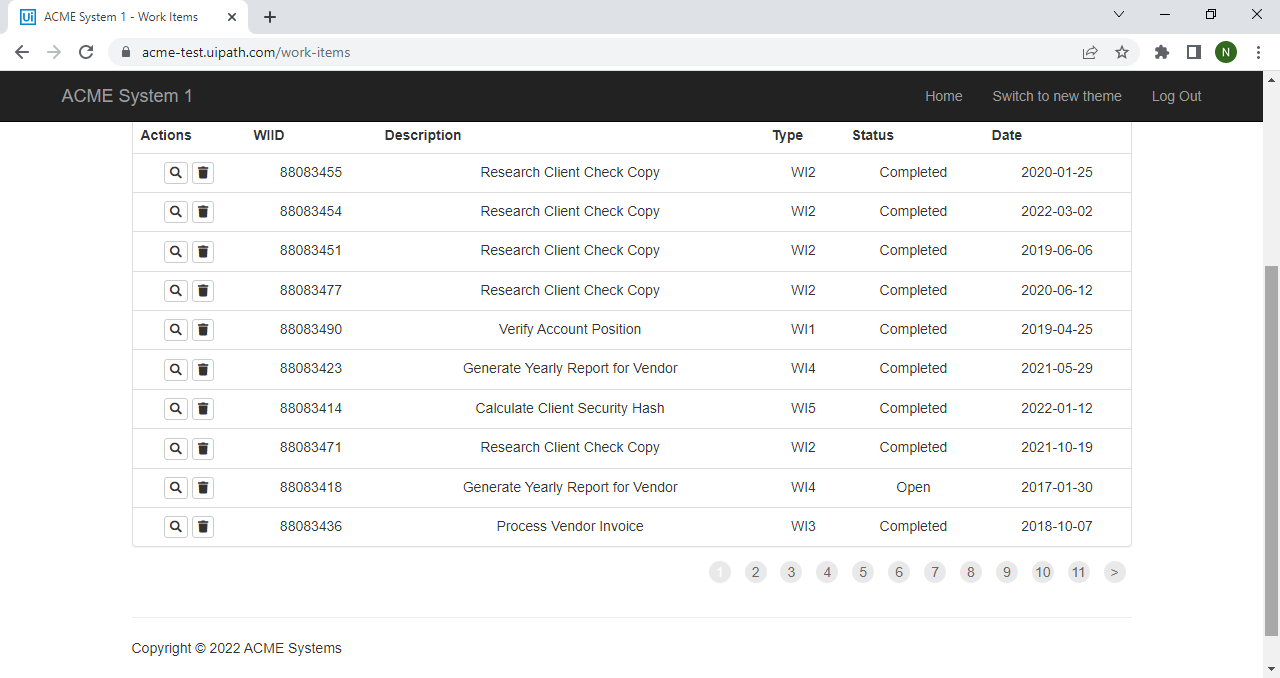 Ui ACME System 1 - Work Items
acme-test.uipath.com/work-items
N
ACME System 1 Home Switch to new theme Log Out
Actions WIID Description Type Status Date
88083455 Research Client Check Copy WI2 Completed 2020-01-25
88083454 Research Client Check Copy WI2 Completed 2022-03-02
88083451 Research Client Check Copy WI2 Completed 2019-06-06
88083477 Research Client Check Copy WI2 Completed 2020-06-12
88083490 Verify Account Position WI1 Completed 2019-04-25
88083423 Generate Yearly Report for Vendor WI4 Completed 2021-05-29
88083414 Calculate Client Security Hash WI5 Completed 2022-01-12
88083471 Research Client Check Copy WI2 Completed 2021-10-19
88083418 Generate Yearly Report for Vendor WI4 Open 2017-01-30
88083436 Process Vendor Invoice WI3 Completed 2018-10-07
1 2 3 4 5 6 7 8 9 10 11 >
Copyright © 2022 ACME Systems